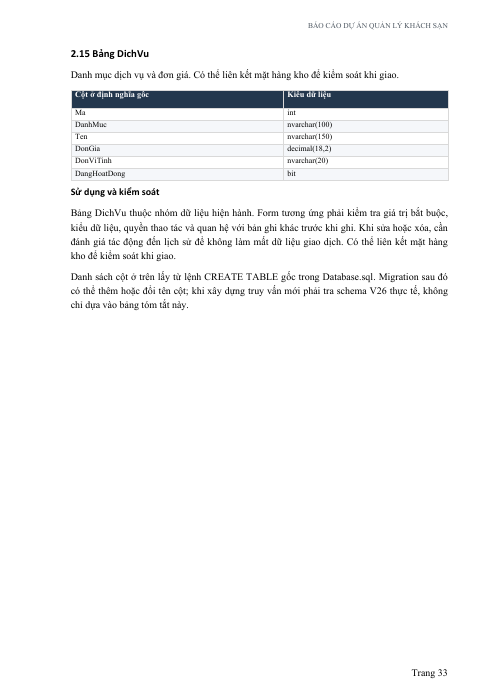 BÁO CÁO DỰ ÁN QUẢN LÝ KHÁCH SẠN
2.15 Bảng DichVu
Danh mục dịch vụ và đơn giá. Có thể liên kết mặt hàng kho để kiểm soát khi giao.
Cột ở định nghĩa gốc Kiểu dữ liệu
Ma int
DanhMuc nvarchar(100)
Ten nvarchar(150)
DonGia decimal(18,2)
DonViTinh nvarchar(20)
DangHoatDong bit
Sử dụng và kiểm soát
Bảng DichVu thuộc nhóm dữ liệu hiện hành. Form tương ứng phải kiểm tra giá trị bắt buộc,
kiểu dữ liệu, quyền thao tác và quan hệ với bản ghi khác trước khi ghi. Khi sửa hoặc xóa, cần
đánh giá tác động đến lịch sử để không làm mất dữ liệu giao dịch. Có thể liên kết mặt hàng
kho để kiểm soát khi giao.
Danh sách cột ở trên lấy từ lệnh CREATE TABLE gốc trong Database.sql. Migration sau đó
có thể thêm hoặc đổi tên cột; khi xây dựng truy vấn mới phải tra schema V26 thực tế, không
chỉ dựa vào bảng tóm tắt này.
Trang 33